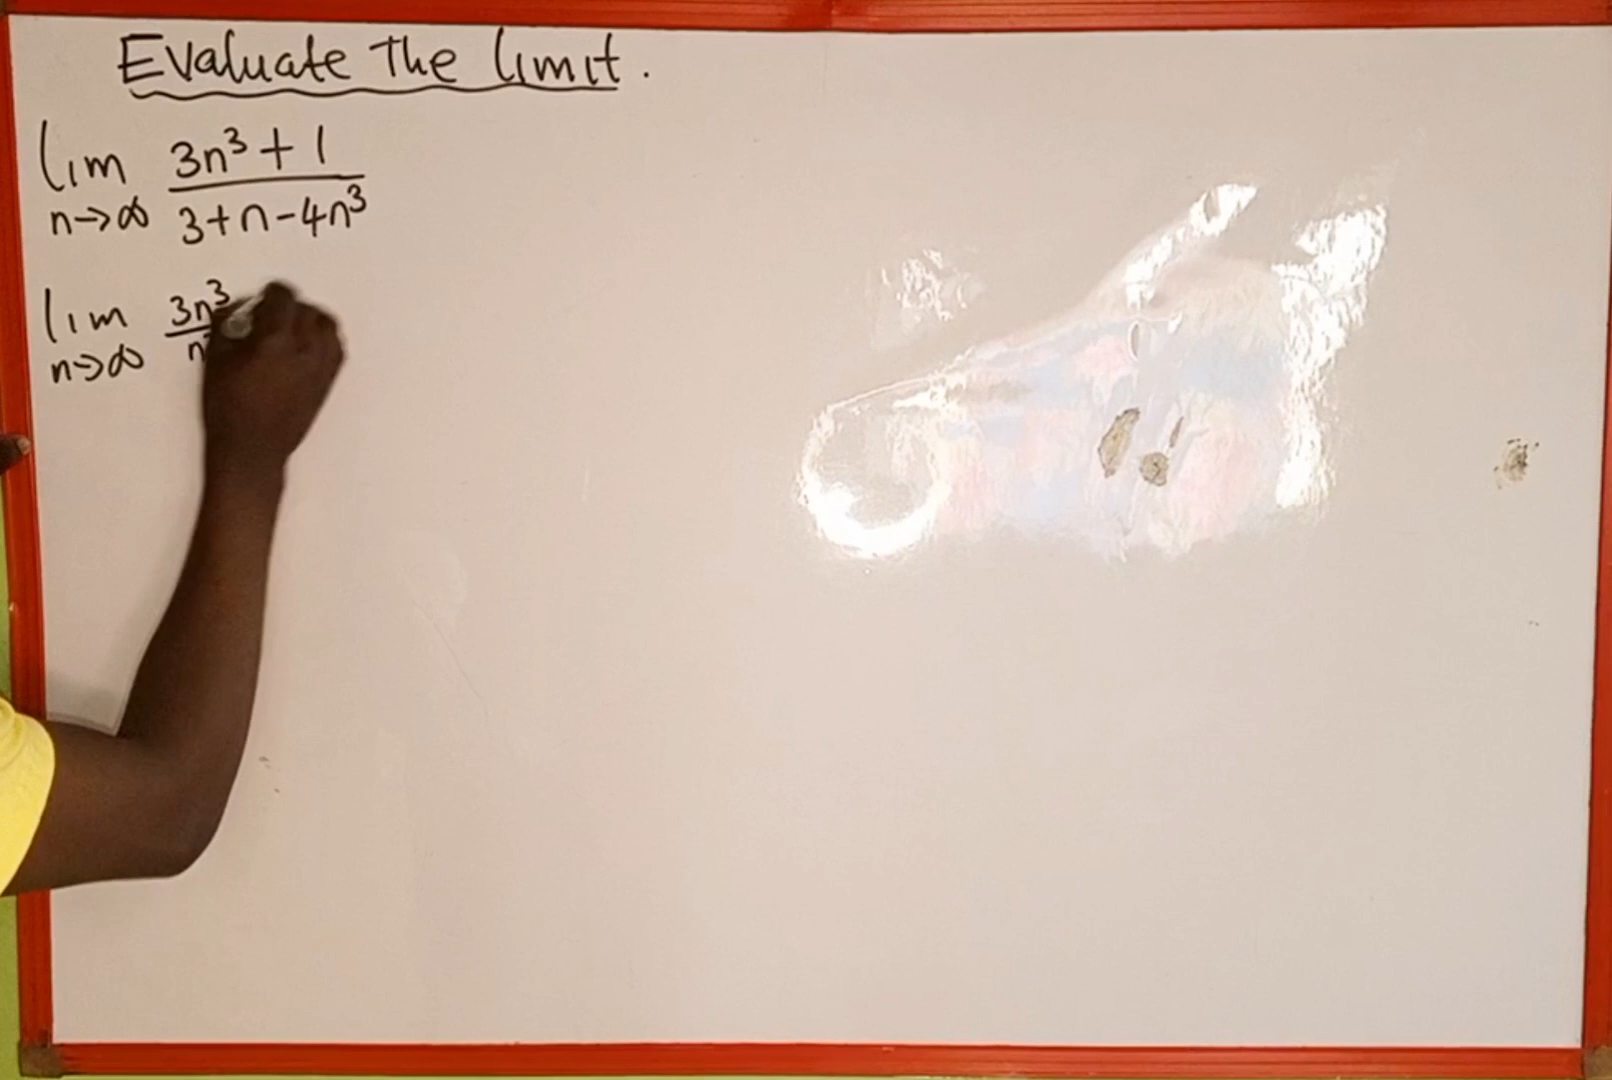 Evaluate The limit.
lim 3n³ + 1
n→∞ 3+n-4n³
lim 3n³
n→∞ n